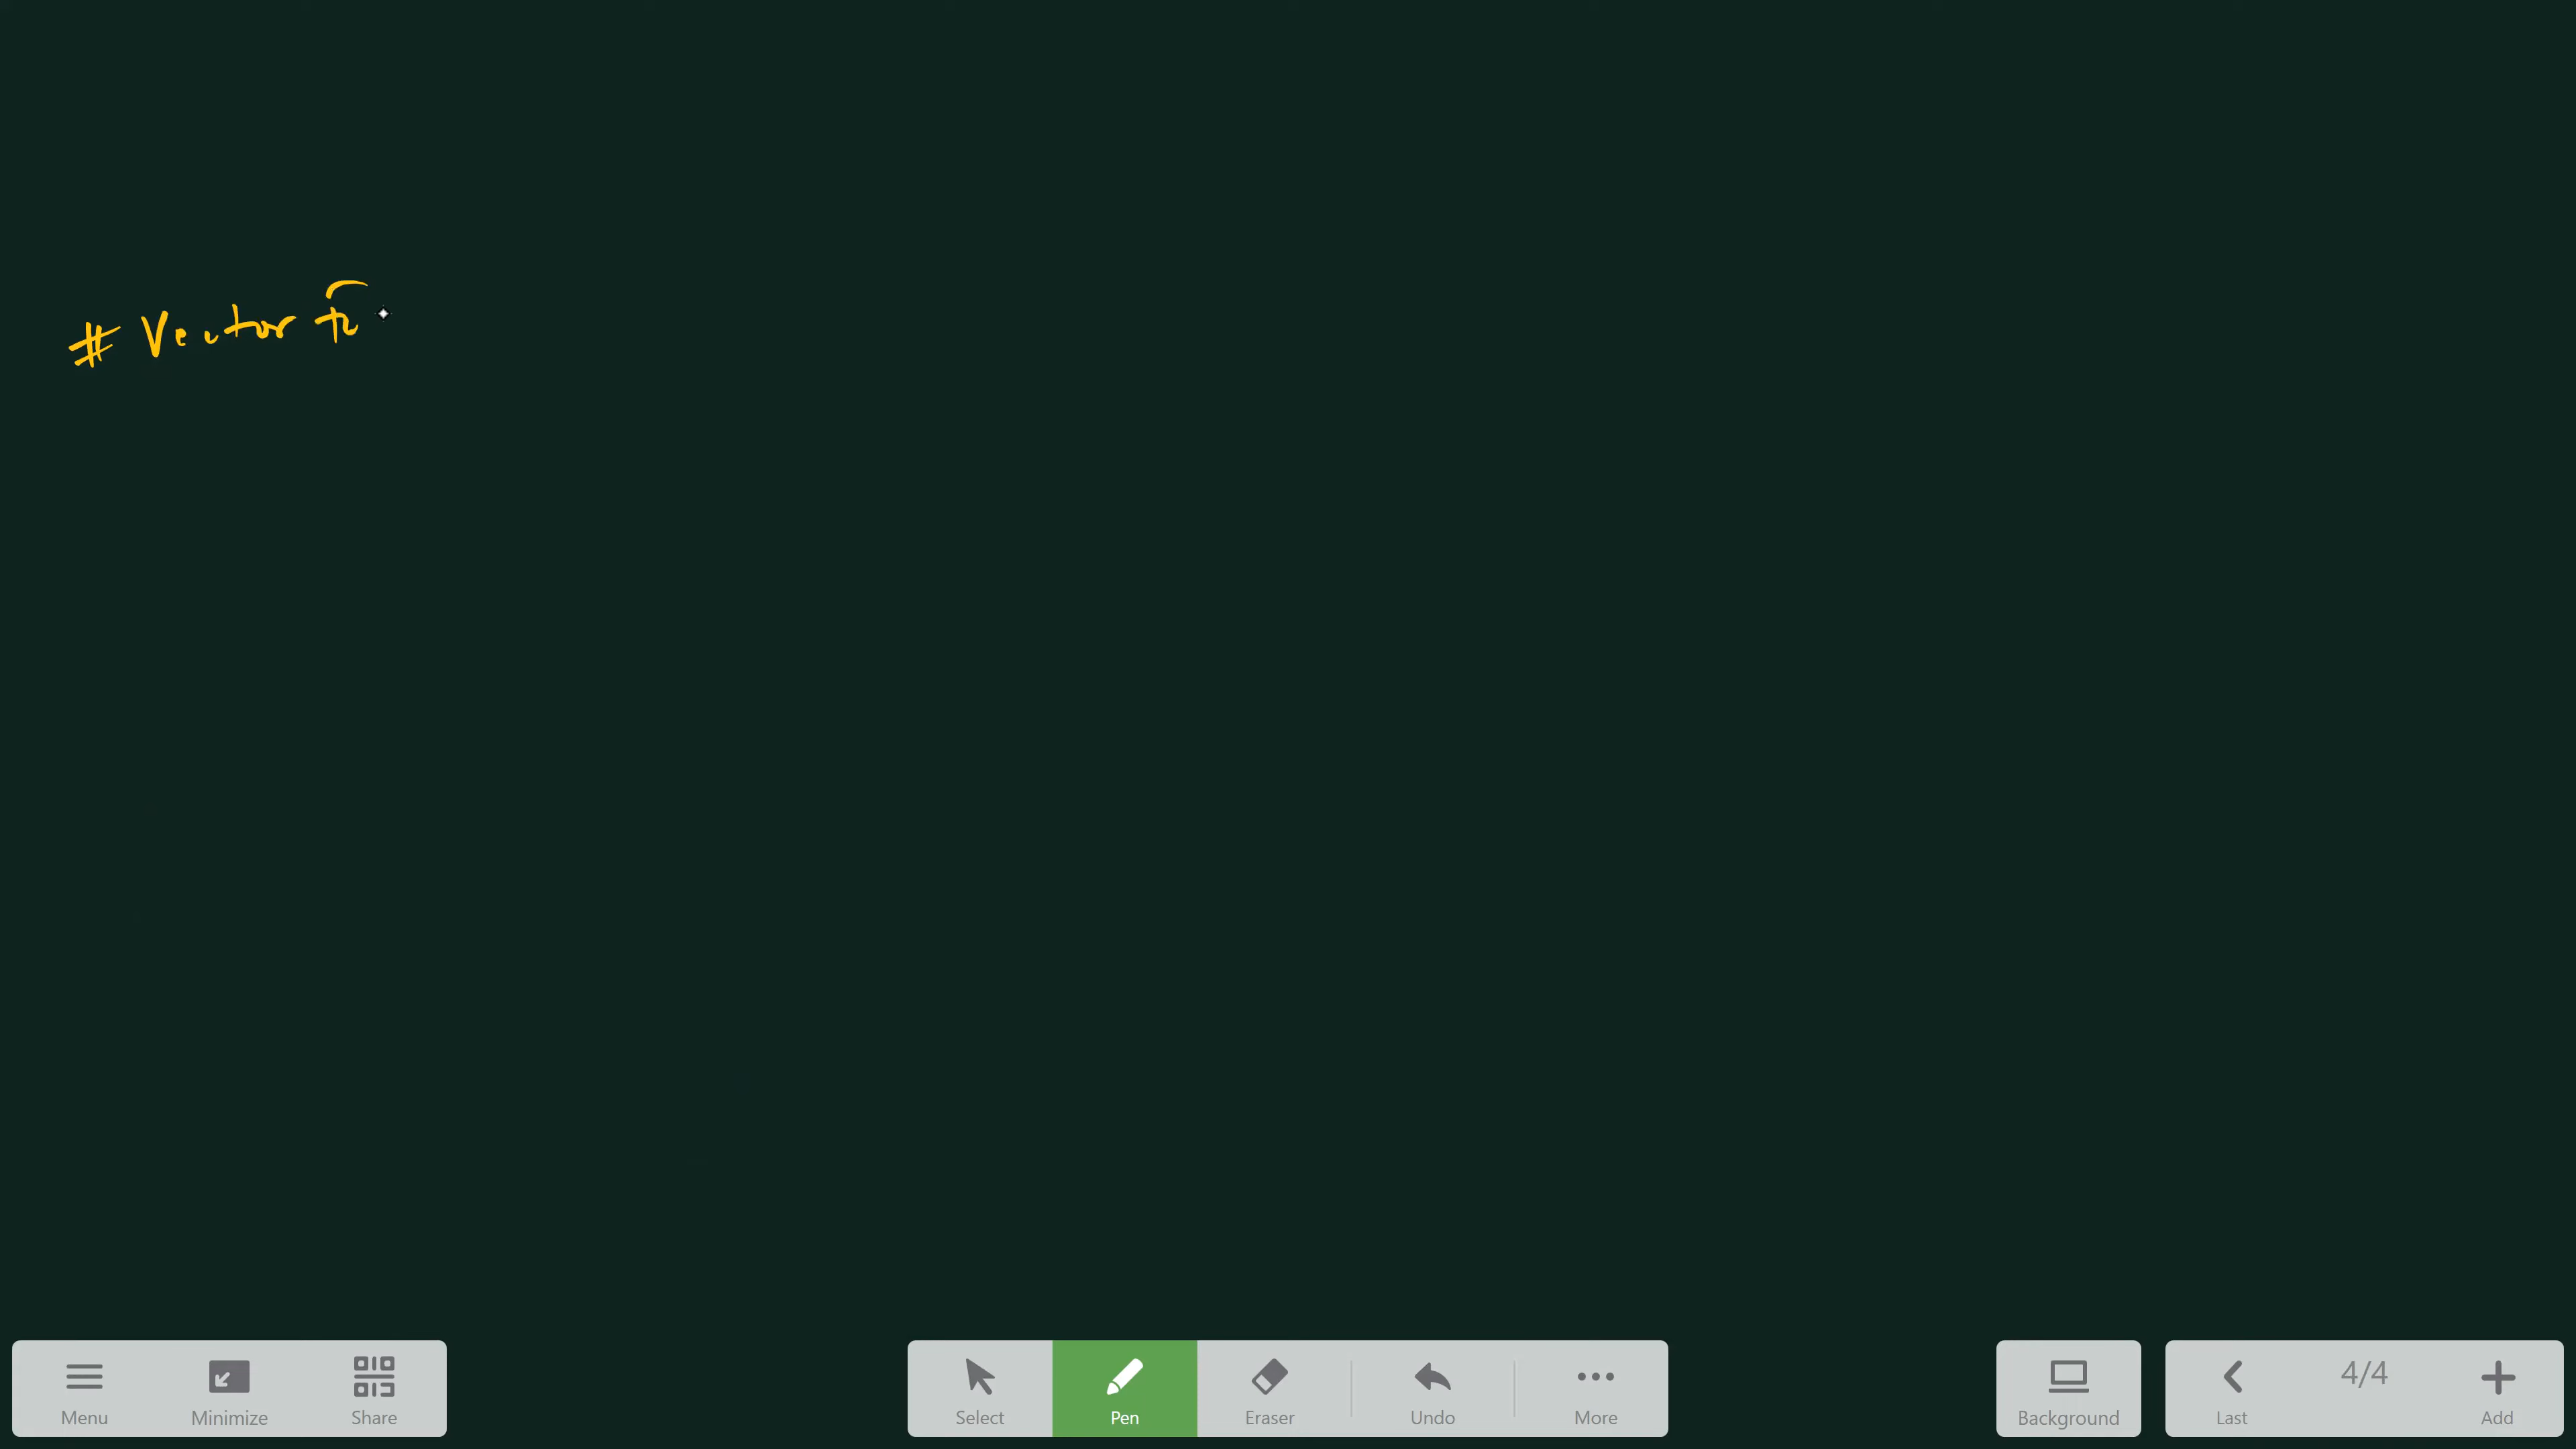 # Vector
Menu Minimize Share Select Pen Eraser Undo More Background Last 4/4 Add